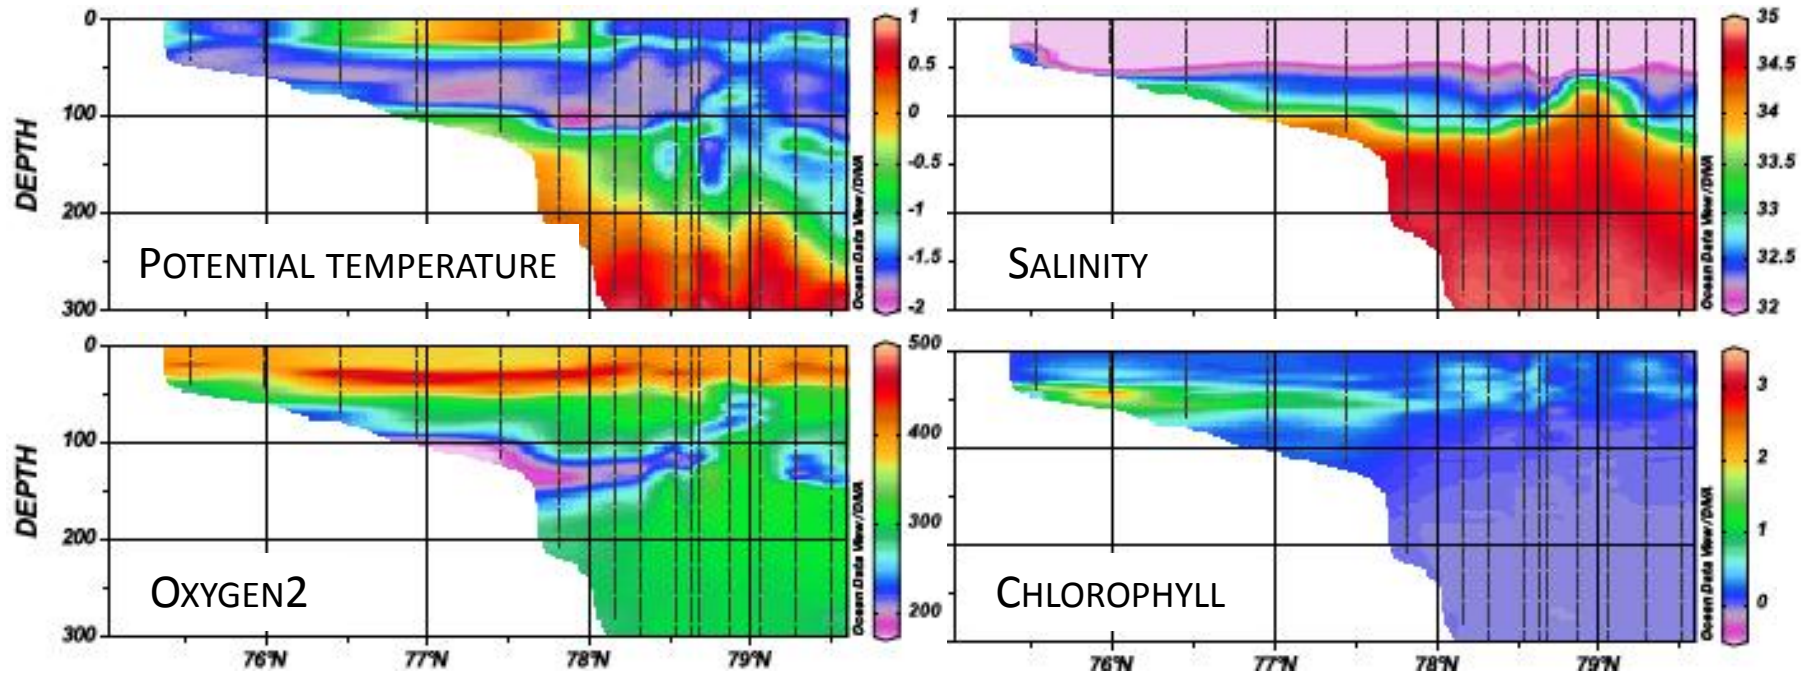 0
100
200
300
DEPTH
POTENTIAL TEMPERATURE
1
0.5
0
-0.5
-1
-1.5
-2
Ocean Data View/DIVA
SALINITY
35
34.5
34
33.5
33
32.5
32
Ocean Data View/DIVA
0
100
200
300
DEPTH
OXYGEN2
76°N
77°N
78°N
79°N
500
400
300
200
Ocean Data View/DIVA
CHLOROPHYLL
76°N
77°N
78°N
79°N
3
2
1
0
Ocean Data View/DIVA